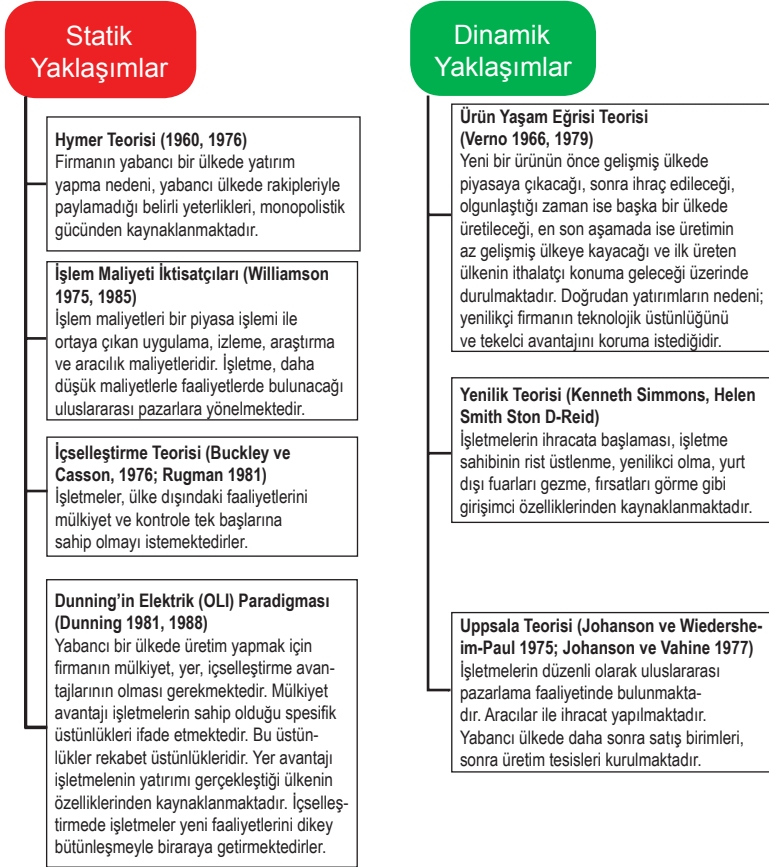 Statik
Yaklaşımlar
Hymer Teorisi (1960, 1976)
Firmanın yabancı bir ülkede yatırım
yapma nedeni, yabancı ülkede rakipleriyle
paylamadığı belirli yeterlikleri, monopolistik
gücünden kaynaklanmaktadır.
İşlem Maliyeti İktisatçıları (Williamson
1975, 1985)
İşlem maliyetleri bir piyasa işlemi ile
ortaya çıkan uygulama, izleme, araştırma
ve aracılık maliyetleridir. İşletme, daha
düşük maliyetlerle faaliyetlerde bulunacağı
uluslararası pazarlara yönelmektedir.
İçselleştirme Teorisi (Buckley ve
Casson, 1976; Rugman 1981)
İşletmeler, ülke dışındaki faaliyetlerini
mülkiyet ve kontrole tek başlarına
sahip olmayı istemektedirler.
Dunning’in Elektrik (OLI) Paradigması
(Dunning 1981, 1988)
Yabancı bir ülkede üretim yapmak için
firmanın mülkiyet, yer, içselleştirme avan-
tajlarının olması gerekmektedir. Mülkiyet
avantajı işletmelerin sahip olduğu spesifik
üstünlükleri ifade etmektedir. Bu üstün-
lükler rekabet üstünlükleridir. Yer avantajı
işletmelenin yatırımı gerçekleştiği ülkenin
özelliklerinden kaynaklanmaktadır. İçselleş-
tirmede işletmeler yeni faaliyetlerini dikey
bütünleşmeyle biraraya getirmektedirler.
Dinamik
Yaklaşımlar
Ürün Yaşam Eğrisi Teorisi
(Verno 1966, 1979)
Yeni bir ürünün önce gelişmiş ülkede
piyasaya çıkacağı, sonra ihraç edileceği,
olgunlaştığı zaman ise başka bir ülkede
üretileceği, en son aşamada ise üretimin
az gelişmiş ülkeye kayacağı ve ilk üreten
ülkenin ithalatçı konuma geleceği üzerinde
durulmaktadır. Doğrudan yatırımların nedeni;
yenilikçi firmanın teknolojik üstünlüğünü
ve tekelci avantajını koruma istediğidir.
Yenilik Teorisi (Kenneth Simmons, Helen
Smith Ston D-Reid)
İşletmelerin ihracata başlaması, işletme
sahibinin rist üstlenme, yenilikci olma, yurt
dışı fuarları gezme, fırsatları görme gibi
girişimci özelliklerinden kaynaklanmaktadır.
Uppsala Teorisi (Johanson ve Wiedershe-
im-Paul 1975; Johanson ve Vahine 1977)
İşletmelerin düzenli olarak uluslararası
pazarlama faaliyetinde bulunmakta-
dır. Aracılar ile ihracat yapılmaktadır.
Yabancı ülkede daha sonra satış birimleri,
sonra üretim tesisleri kurulmaktadır.